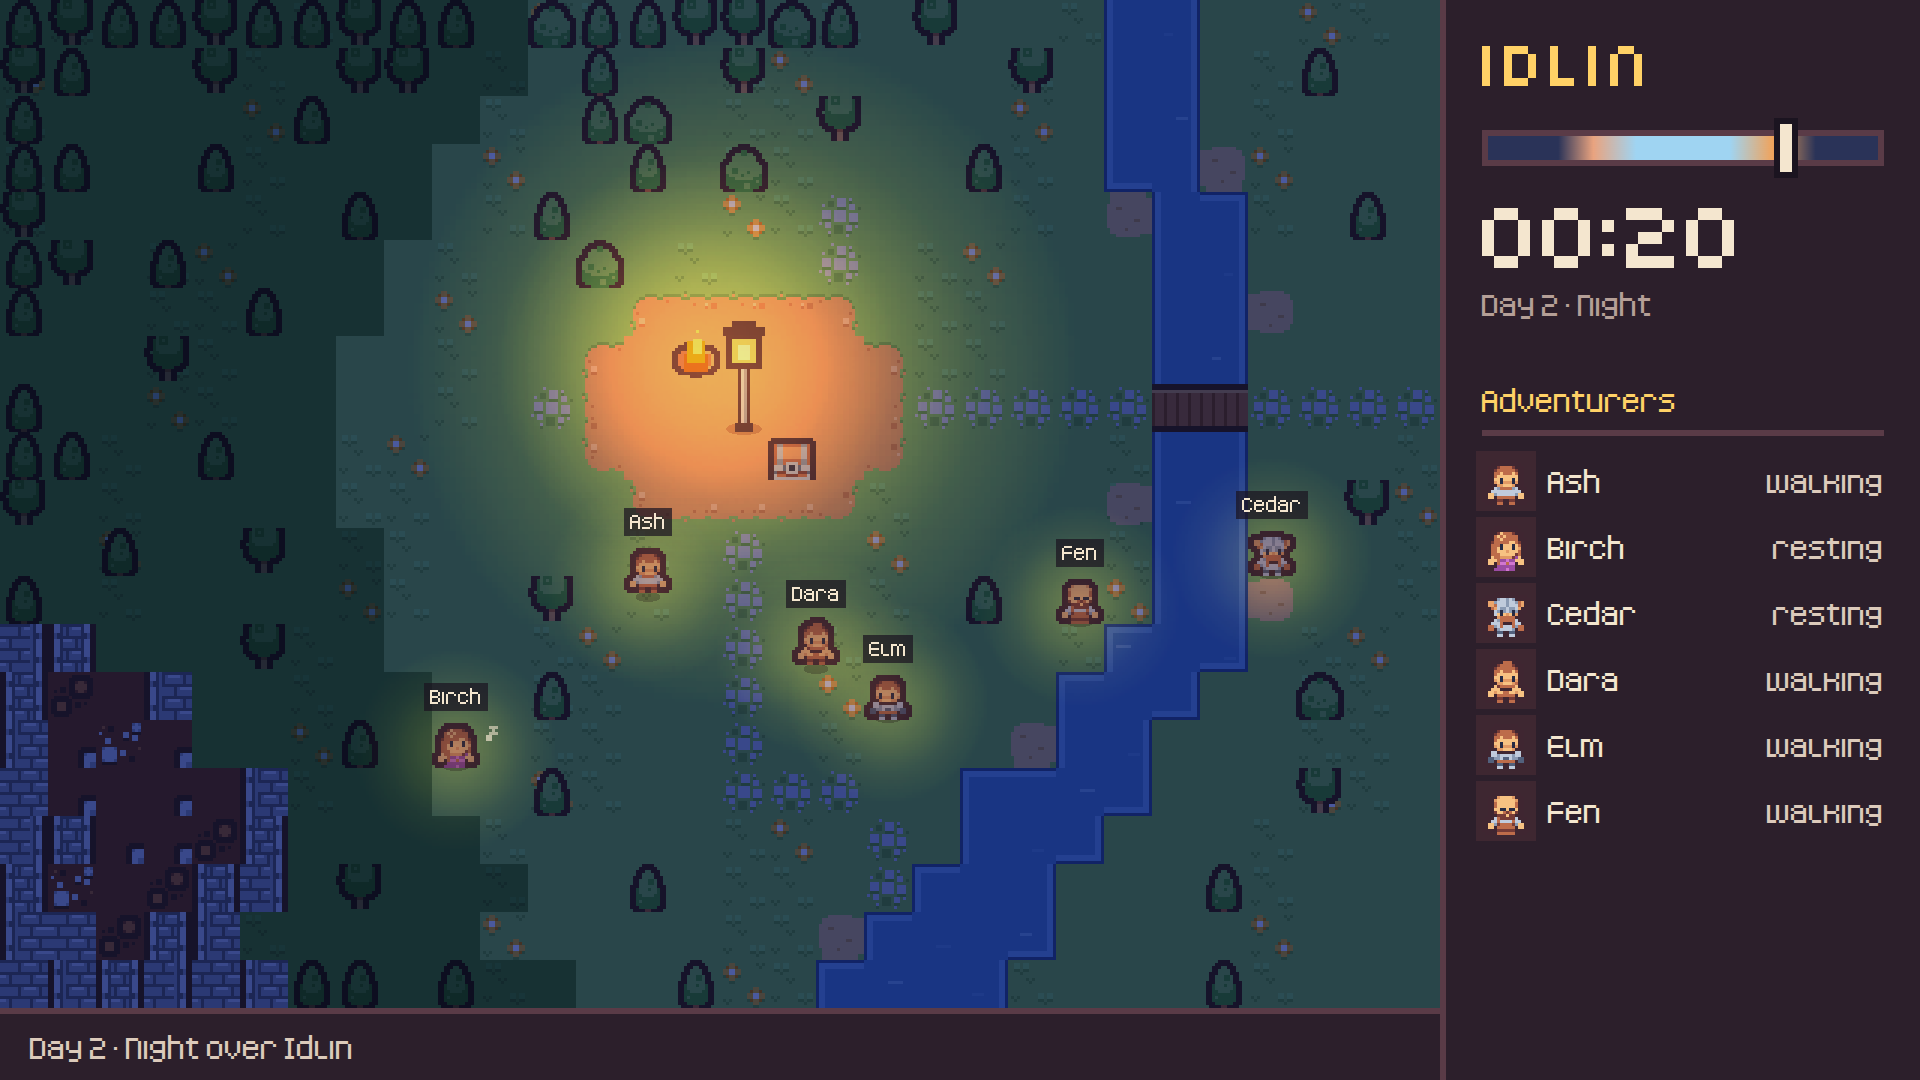 IDLIN
00:20
Day 2 · Night
Adventurers
Ash walking
Birch resting
Cedar resting
Dara walking
Elm walking
Fen walking
Cedar
Ash
Fen
Dara
Elm
Birch
z
Day 2 · Night over Idlin